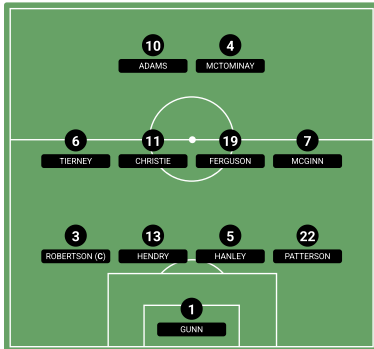 10 4
ADAMS MCTOMINAY
6 11 19 7
TIERNEY CHRISTIE FERGUSON MCGINN
3 13 5 22
ROBERTSON (C) HENDRY HANLEY PATTERSON
1
GUNN